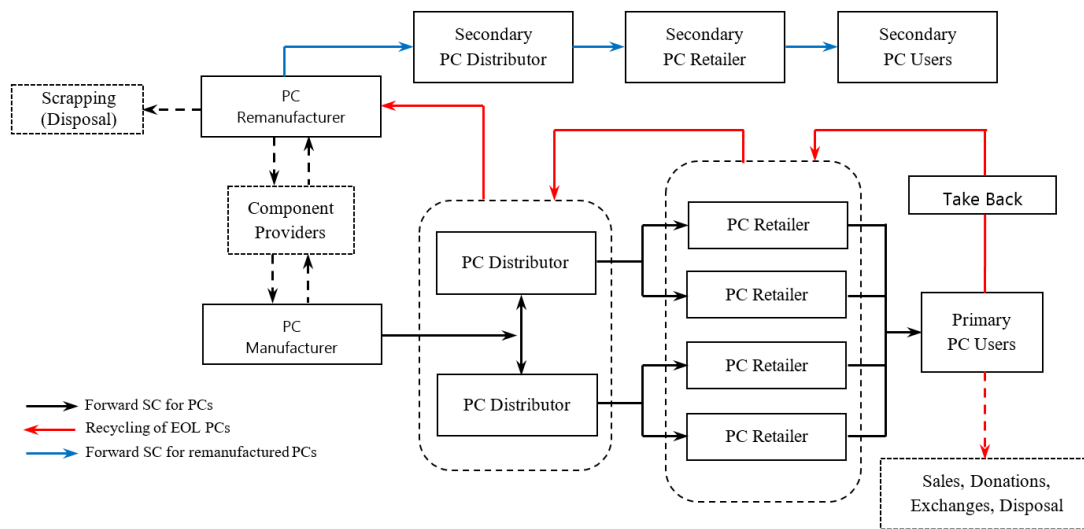 Secondary
PC Distributor
Secondary
PC Retailer
Secondary
PC Users
Scrapping
(Disposal)
PC
Remanufacturer
Take Back
Component
Providers
PC Distributor
PC Retailer
PC Retailer
PC
Manufacturer
Primary
PC Users
PC Distributor
PC Retailer
PC Retailer
Forward SC for PCs
Recycling of EOL PCs
Forward SC for remanufactured PCs
Sales, Donations,
Exchanges, Disposal